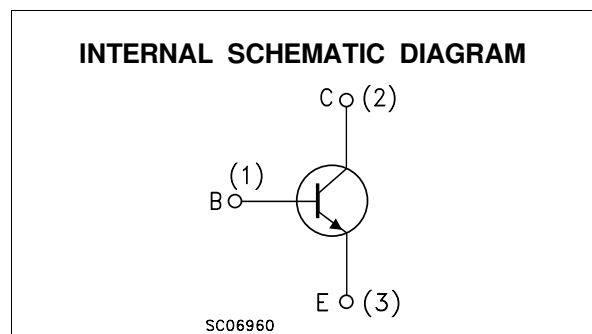 INTERNAL SCHEMATIC DIAGRAM
C (2)
(1)
B
E (3)
SC06960